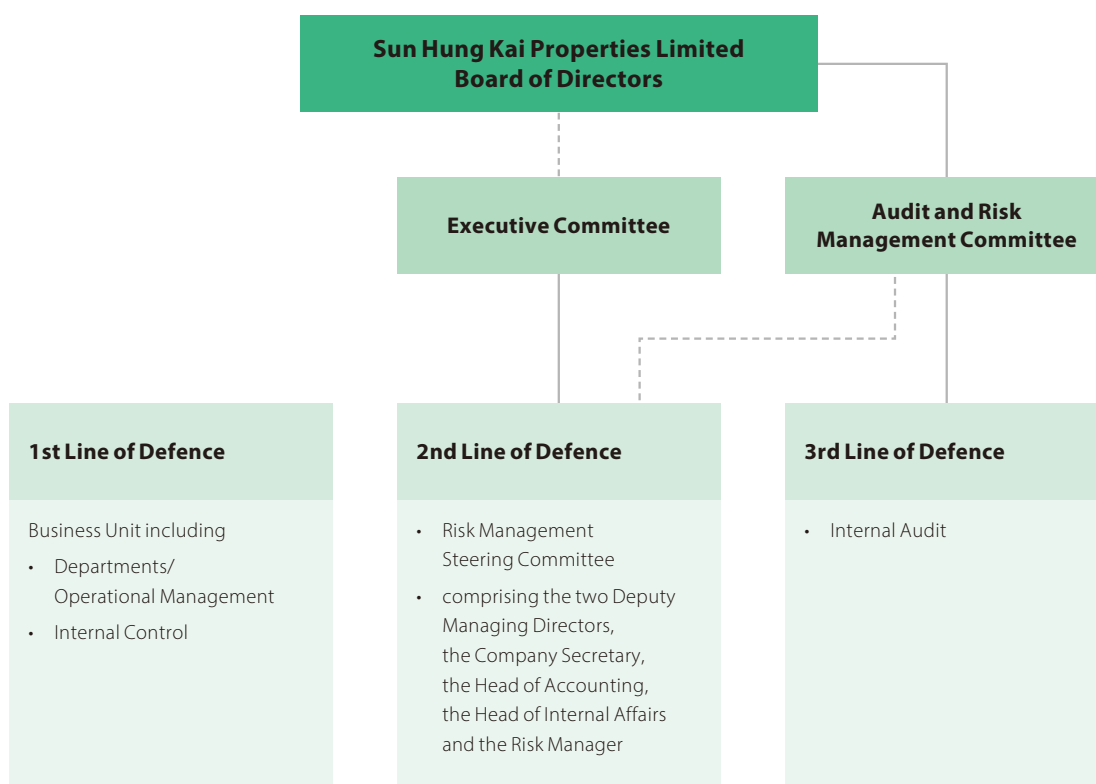 Sun Hung Kai Properties Limited
Board of Directors
Executive Committee
Audit and Risk
Management Committee
1st Line of Defence
Business Unit including
• Departments/
Operational Management
• Internal Control
2nd Line of Defence
• Risk Management
Steering Committee
• comprising the two Deputy
Managing Directors,
the Company Secretary,
the Head of Accounting,
the Head of Internal Affairs
and the Risk Manager
3rd Line of Defence
• Internal Audit